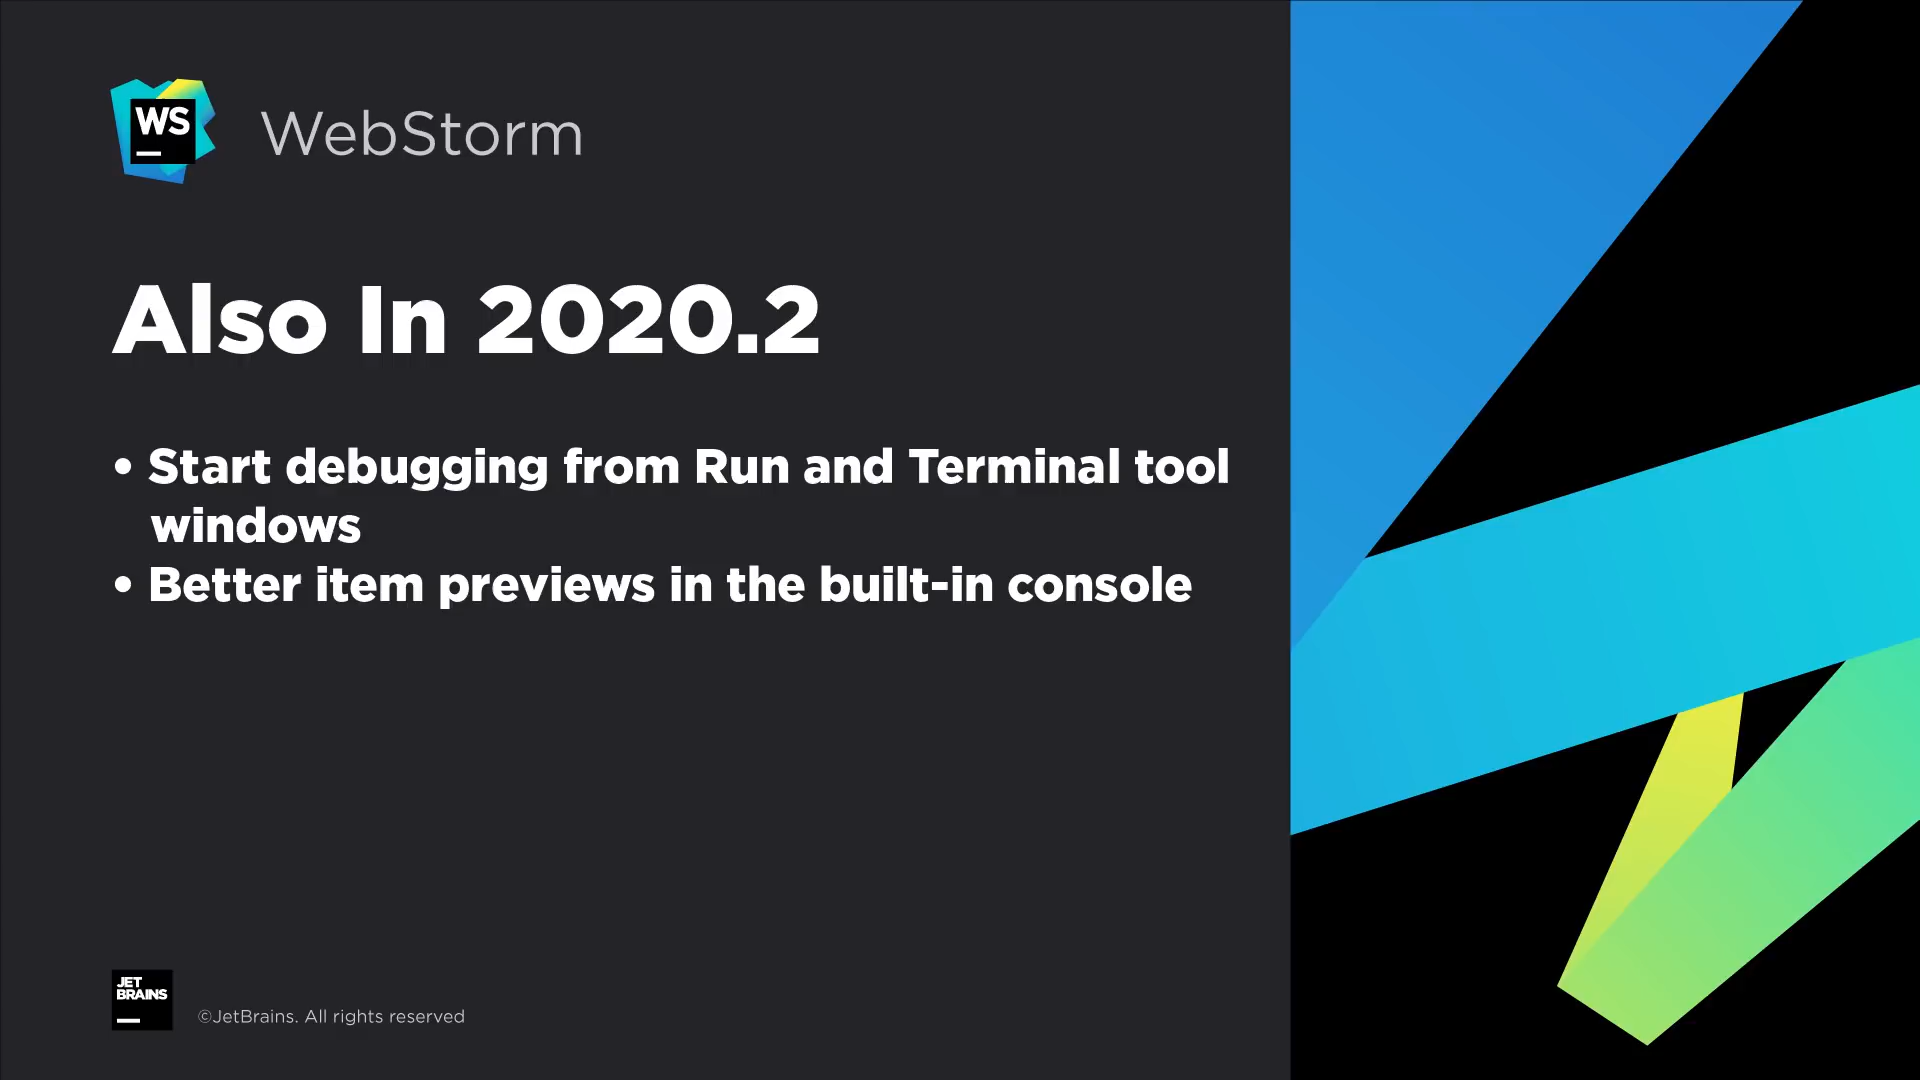 WS
WebStorm
Also In 2020.2
• Start debugging from Run and Terminal tool
windows
• Better item previews in the built-in console
JET
BRAINS
©JetBrains. All rights reserved